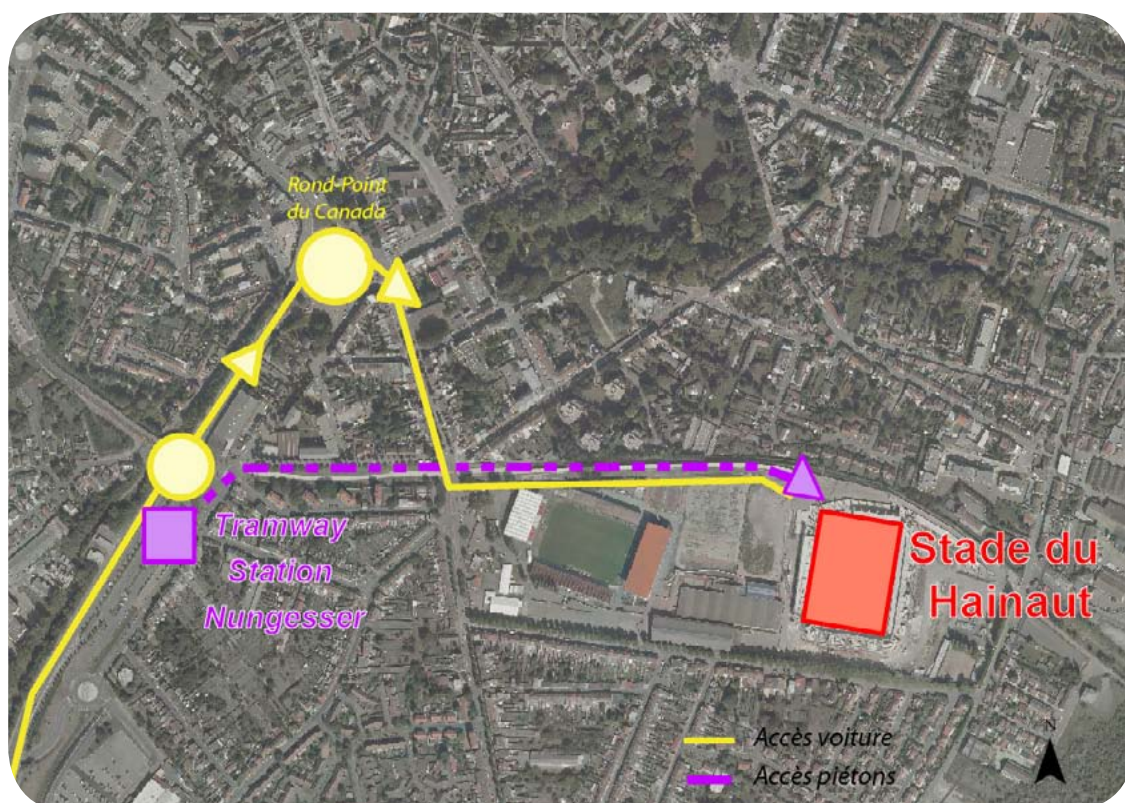 Rond-Point
du Canada
Tramway
Station
Nungesser
Stade du
Hainaut
Accès voiture
Accès piétons
N